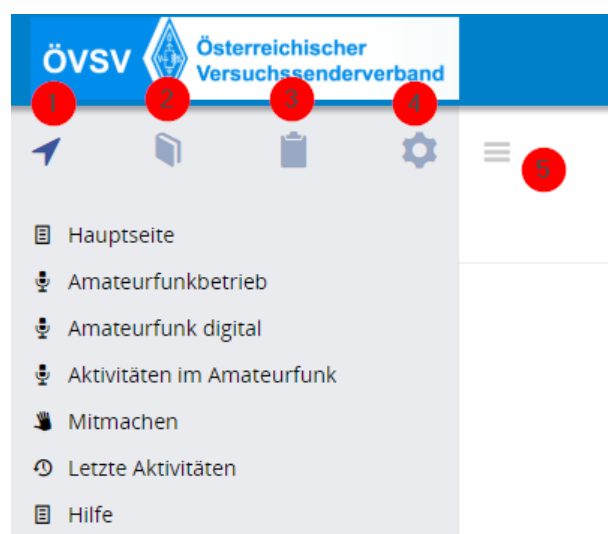 ÖVSV
Österreichischer
Versuchssenderverband
1
2
3
4
5
Hauptseite
Amateurfunkbetrieb
Amateurfunk digital
Aktivitäten im Amateurfunk
Mitmachen
Letzte Aktivitäten
Hilfe